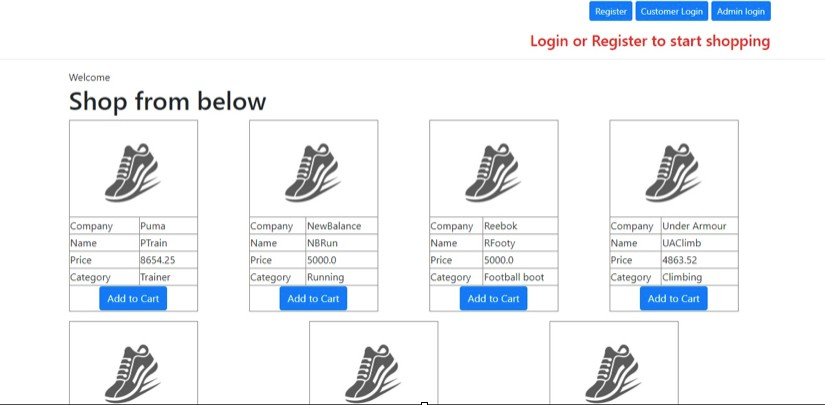 Register Customer Login Admin login
Login or Register to start shopping
Welcome
Shop from below
Company Puma
Name PTrain
Price 8654.25
Category Trainer
Add to Cart
Company NewBalance
Name NBRun
Price 5000.0
Category Running
Add to Cart
Company Reebok
Name RFooty
Price 5000.0
Category Football boot
Add to Cart
Company Under Armour
Name UAClimb
Price 4863.52
Category Climbing
Add to Cart